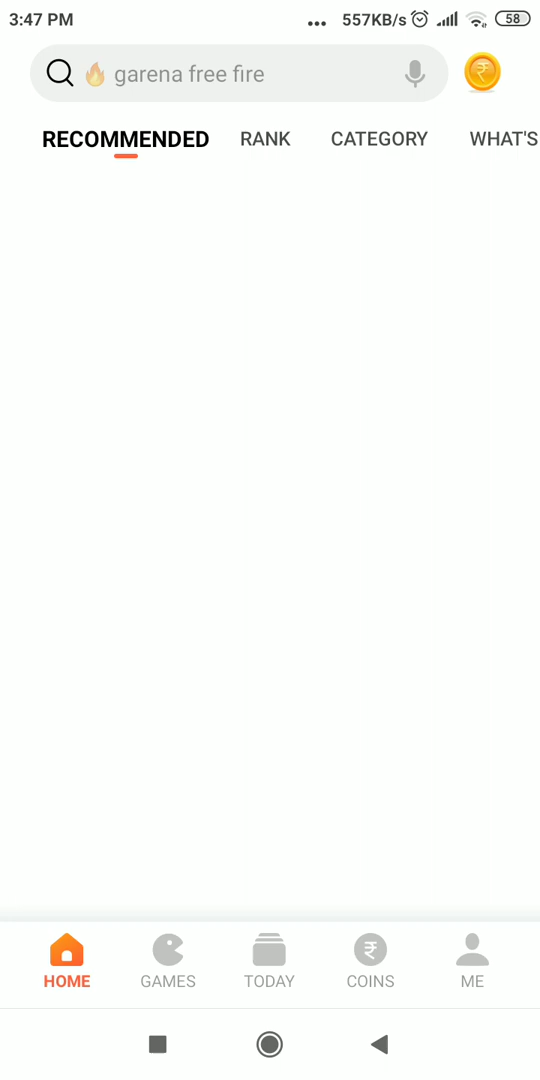 3:47 PM ... 557KB/s 58
garena free fire
RECOMMENDED RANK CATEGORY WHAT'S
HOME GAMES TODAY COINS ME